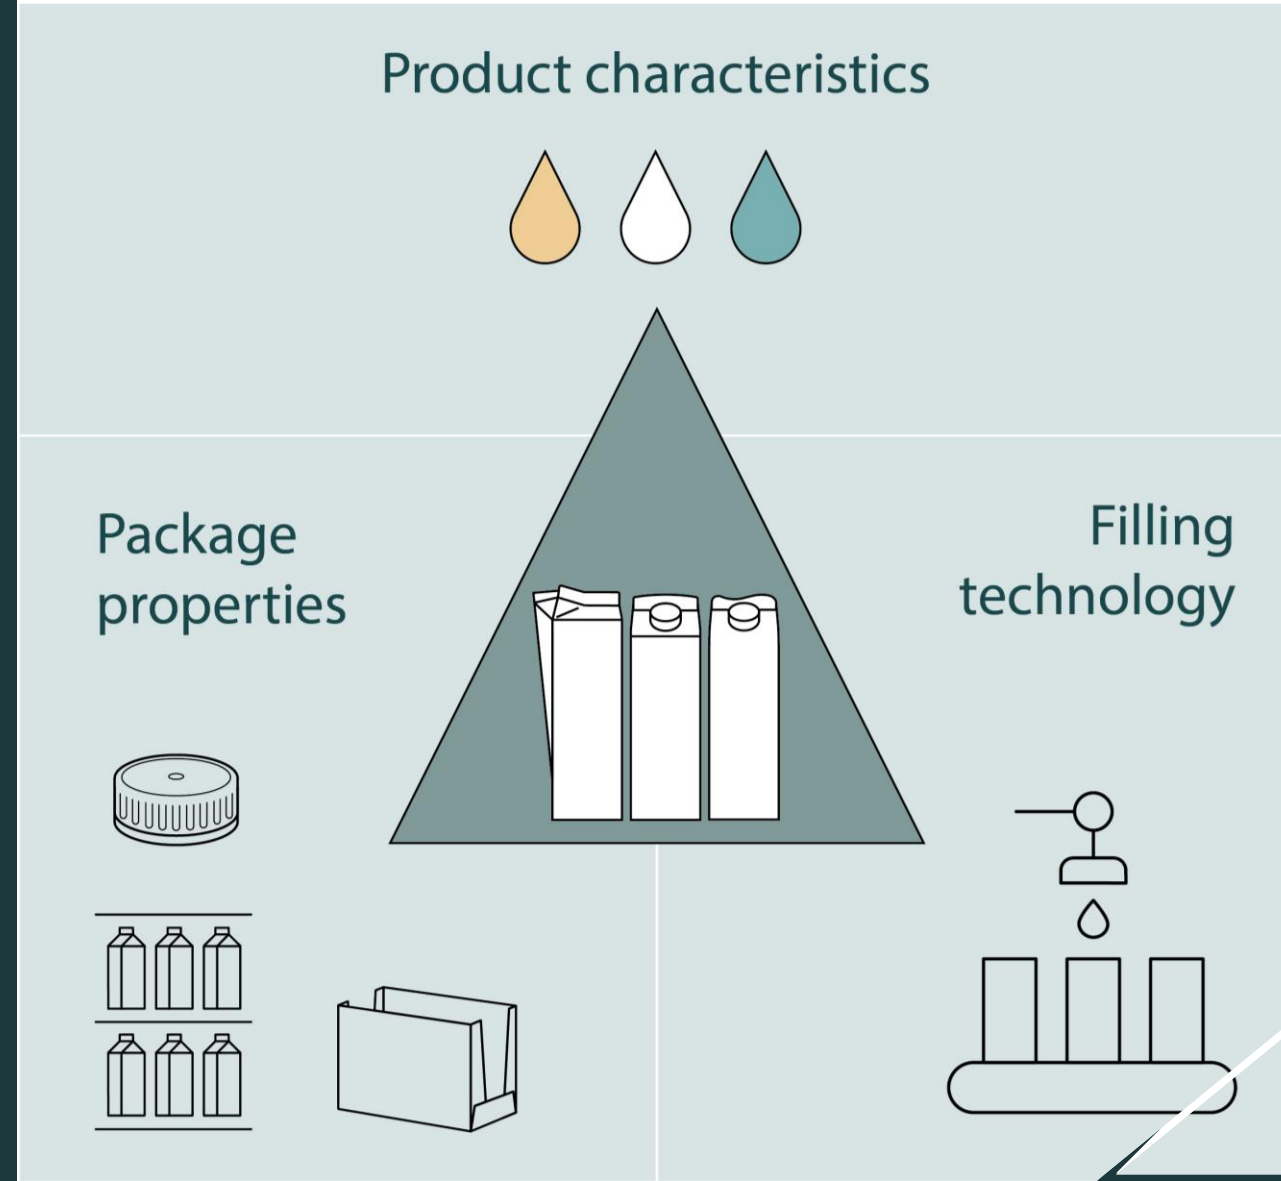 Product characteristics
Package
properties
Filling
technology